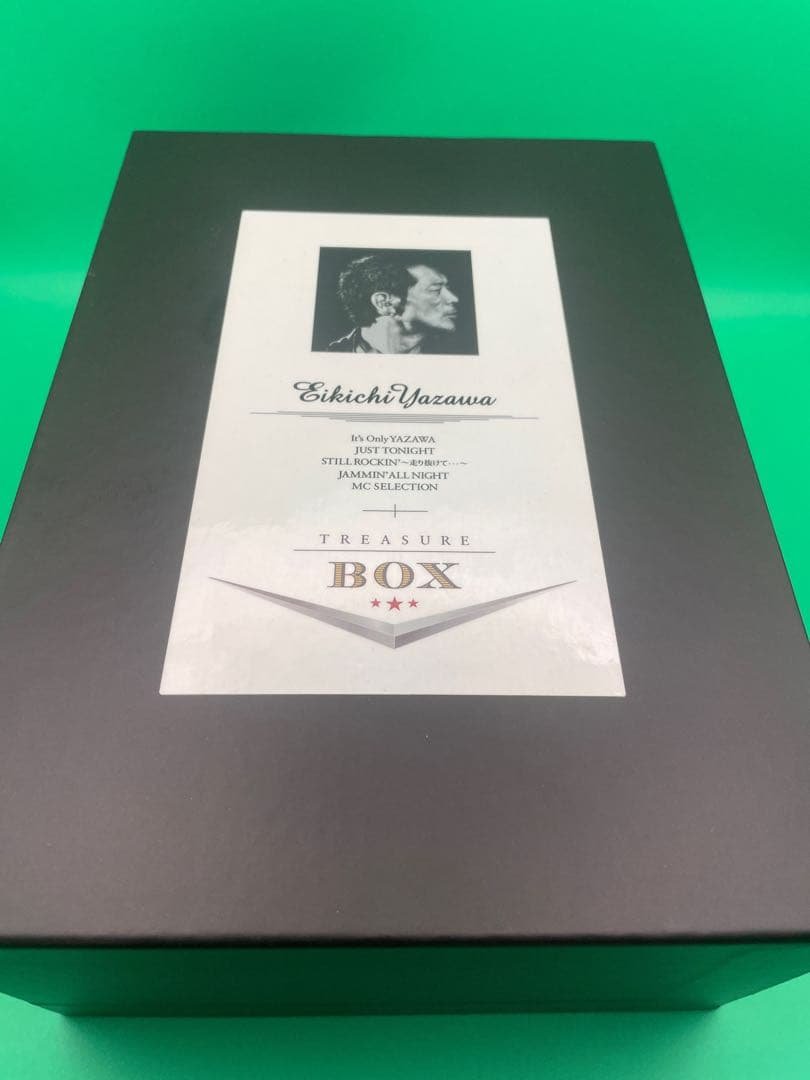 Eikichi Yazawa
It's Only YAZAWA
JUST TONIGHT
STILL ROCKIN' ～走り抜けて･･･～
JAMMIN' ALL NIGHT
MC SELECTION
TREASURE
BOX